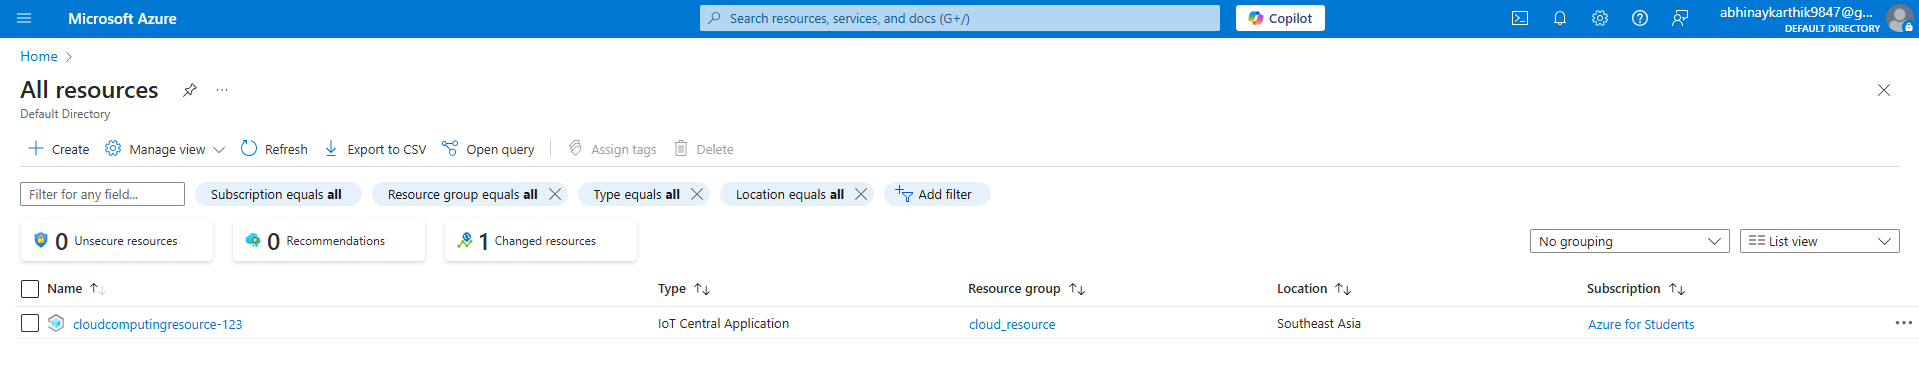 Microsoft Azure
Search resources, services, and docs (G+/)
Copilot
abhinaykarthik9847@g...
DEFAULT DIRECTORY
Home
All resources
Default Directory
Create Manage view Refresh Export to CSV Open query Assign tags Delete
Filter for any field... Subscription equals all Resource group equals all Type equals all Location equals all Add filter
0 Unsecure resources 0 Recommendations 1 Changed resources No grouping List view
Name Type Resource group Location Subscription
cloudcomputingresource-123 IoT Central Application cloud_resource Southeast Asia Azure for Students